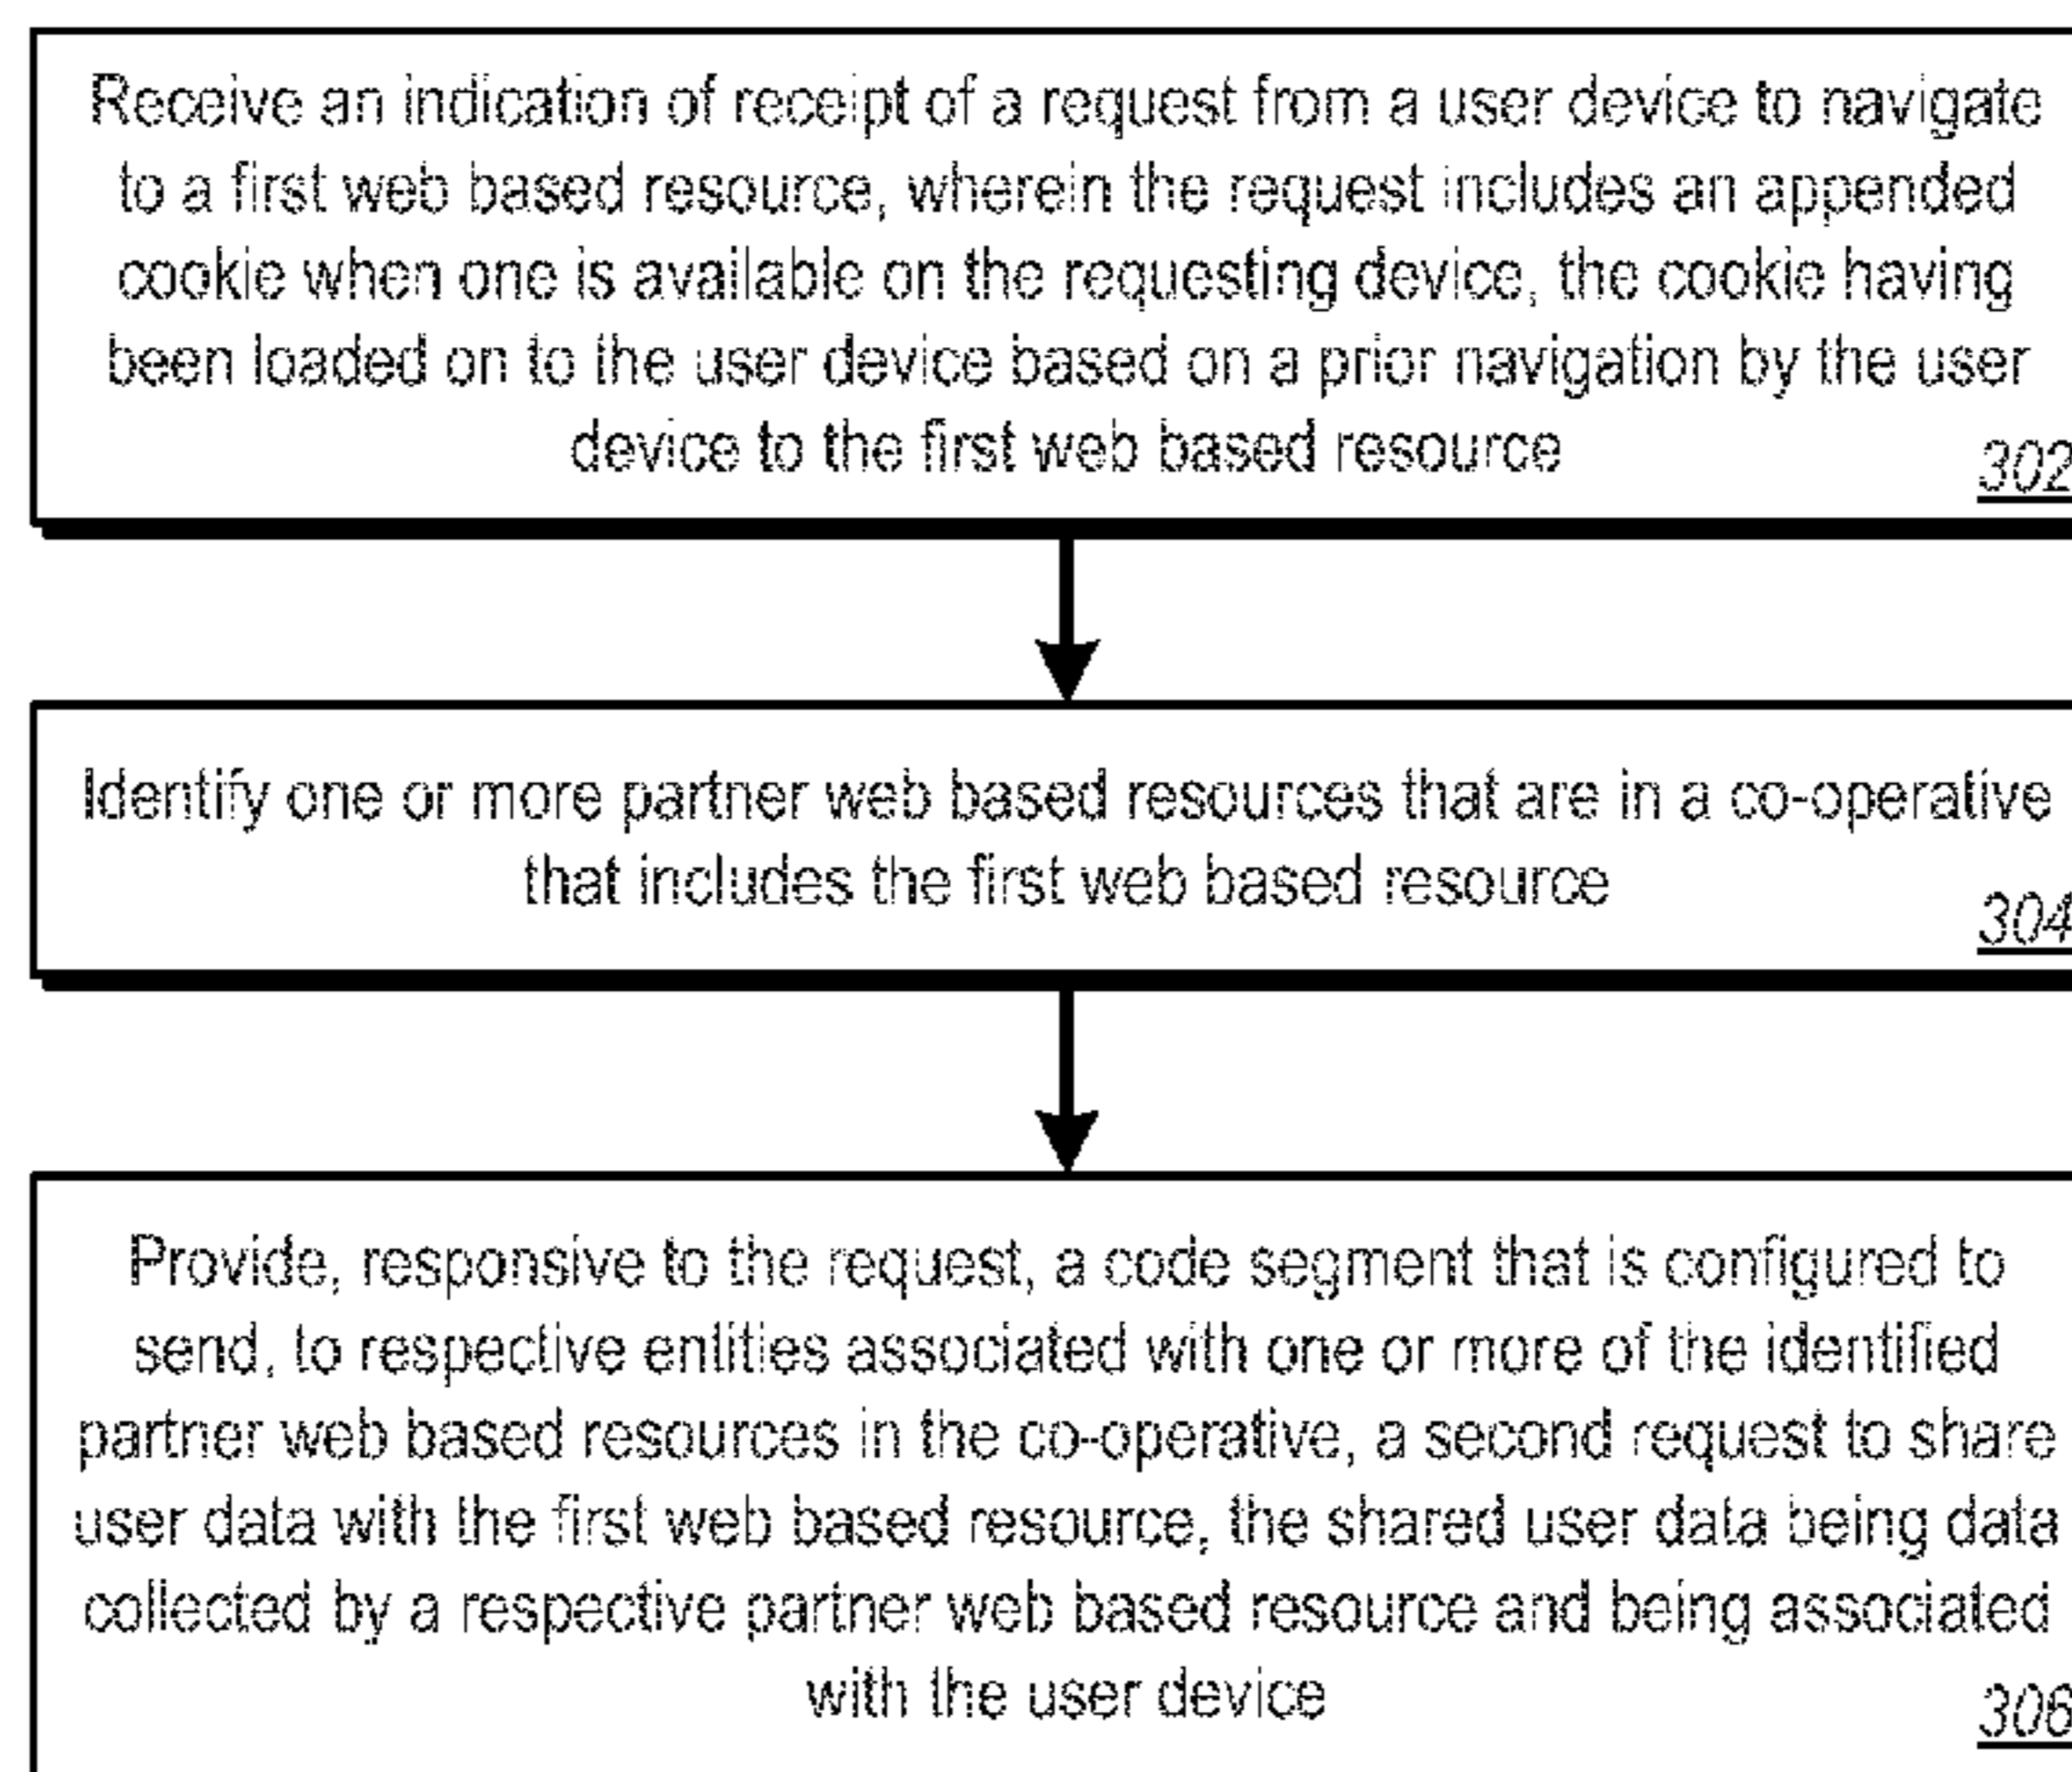 Receive an indication of receipt of a request from a user device to navigate
to a first web based resource, wherein the request includes an appended
cookie when one is available on the requesting device, the cookie having
been loaded on to the user device based on a prior navigation by the user
device to the first web based resource
302
Identify one or more partner web based resources that are in a co-operative
that includes the first web based resource
304
Provide, responsive to the request, a code segment that is configured to
send, to respective entities associated with one or more of the identified
partner web based resources in the co-operative, a second request to share
user data with the first web based resource, the shared user data being data
collected by a respective partner web based resource and being associated
with the user device
306